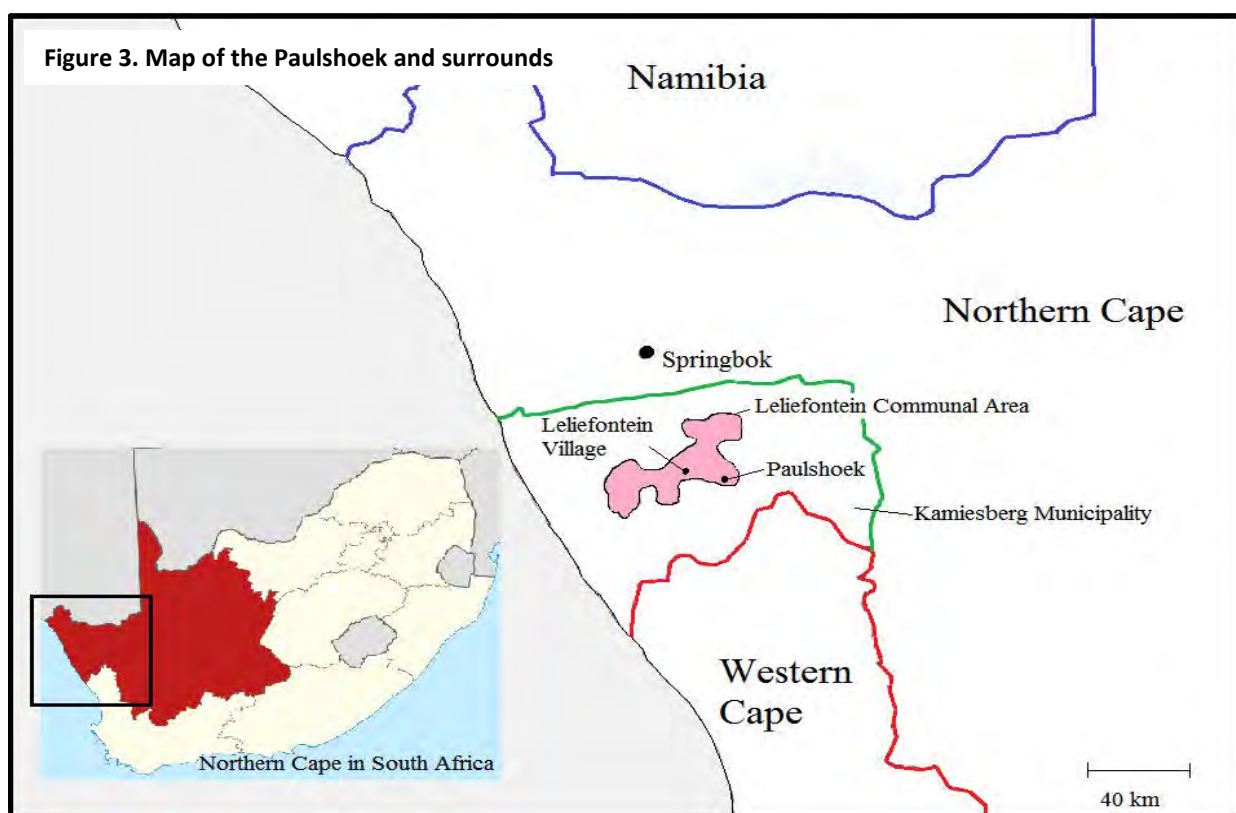 Figure 3. Map of the Paulshoek and surrounds
Namibia
Northern Cape
Springbok
Leliefontein Communal Area
Leliefontein
Village
Paulshoek
Kamiesberg Municipality
Western
Cape
Northern Cape in South Africa
40 km